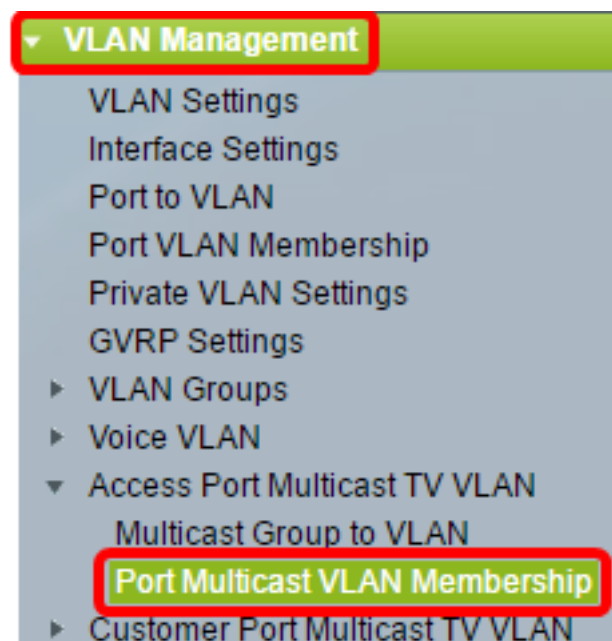 VLAN Management
VLAN Settings
Interface Settings
Port to VLAN
Port VLAN Membership
Private VLAN Settings
GVRP Settings
VLAN Groups
Voice VLAN
Access Port Multicast TV VLAN
Multicast Group to VLAN
Port Multicast VLAN Membership
Customer Port Multicast TV VLAN